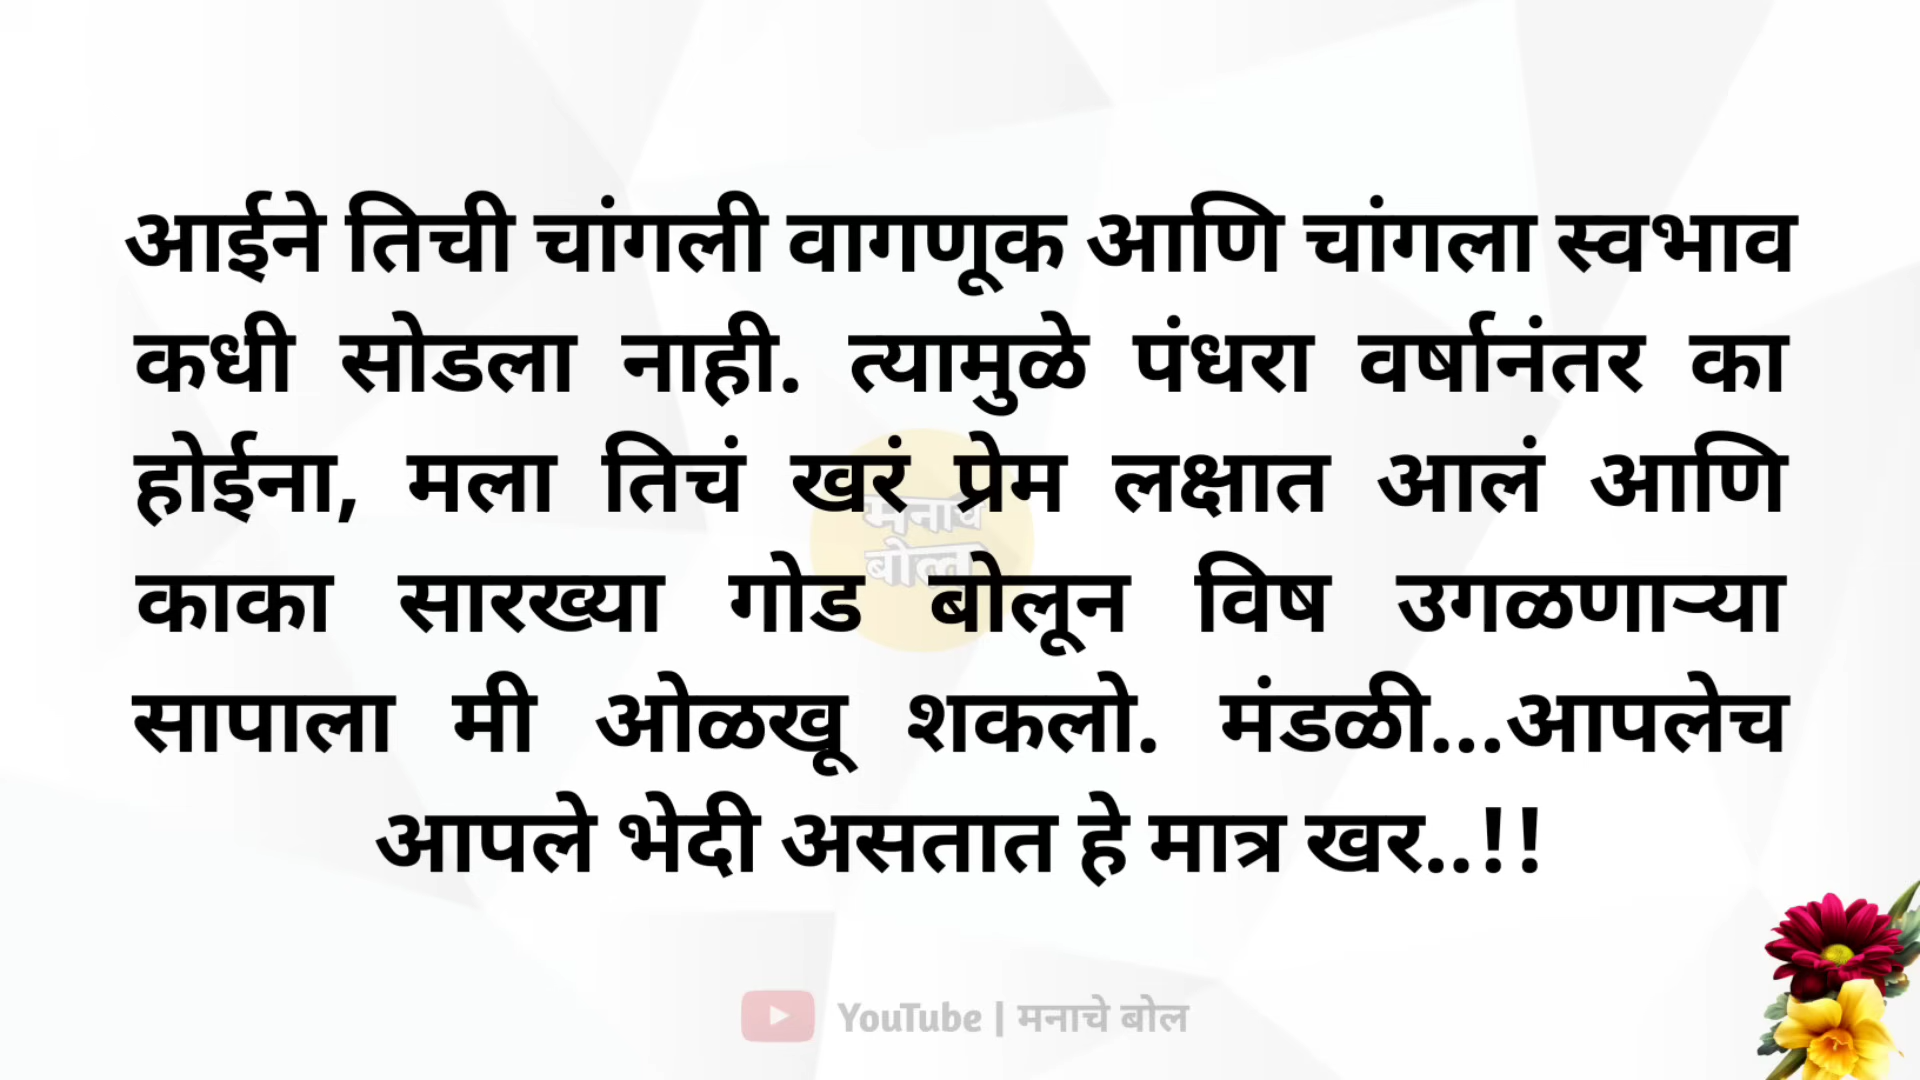 आईने तिची चांगली वागणूक आणि चांगला स्वभाव
कधी सोडला नाही. त्यामुळे पंधरा वर्षानंतर का
होईना, मला तिचं खरं प्रेम लक्षात आलं आणि
काका सारख्या गोड बोलून विष उगळणाऱ्या
सापाला मी ओळखू शकलो. मंडळी...आपलेच
आपले भेदी असतात हे मात्र खर..!!
मनाचे
बोल
YouTube | मनाचे बोल